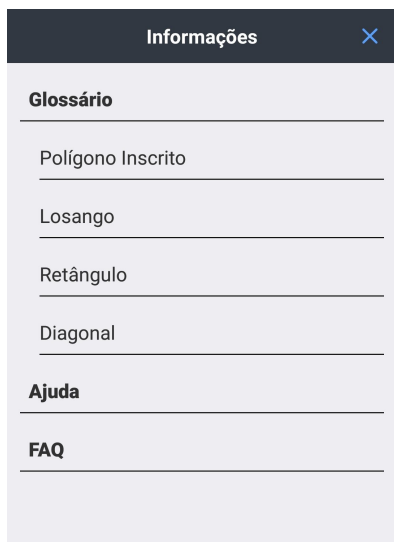 Informações
Glossário
Polígono Inscrito
Losango
Retângulo
Diagonal
Ajuda
FAQ